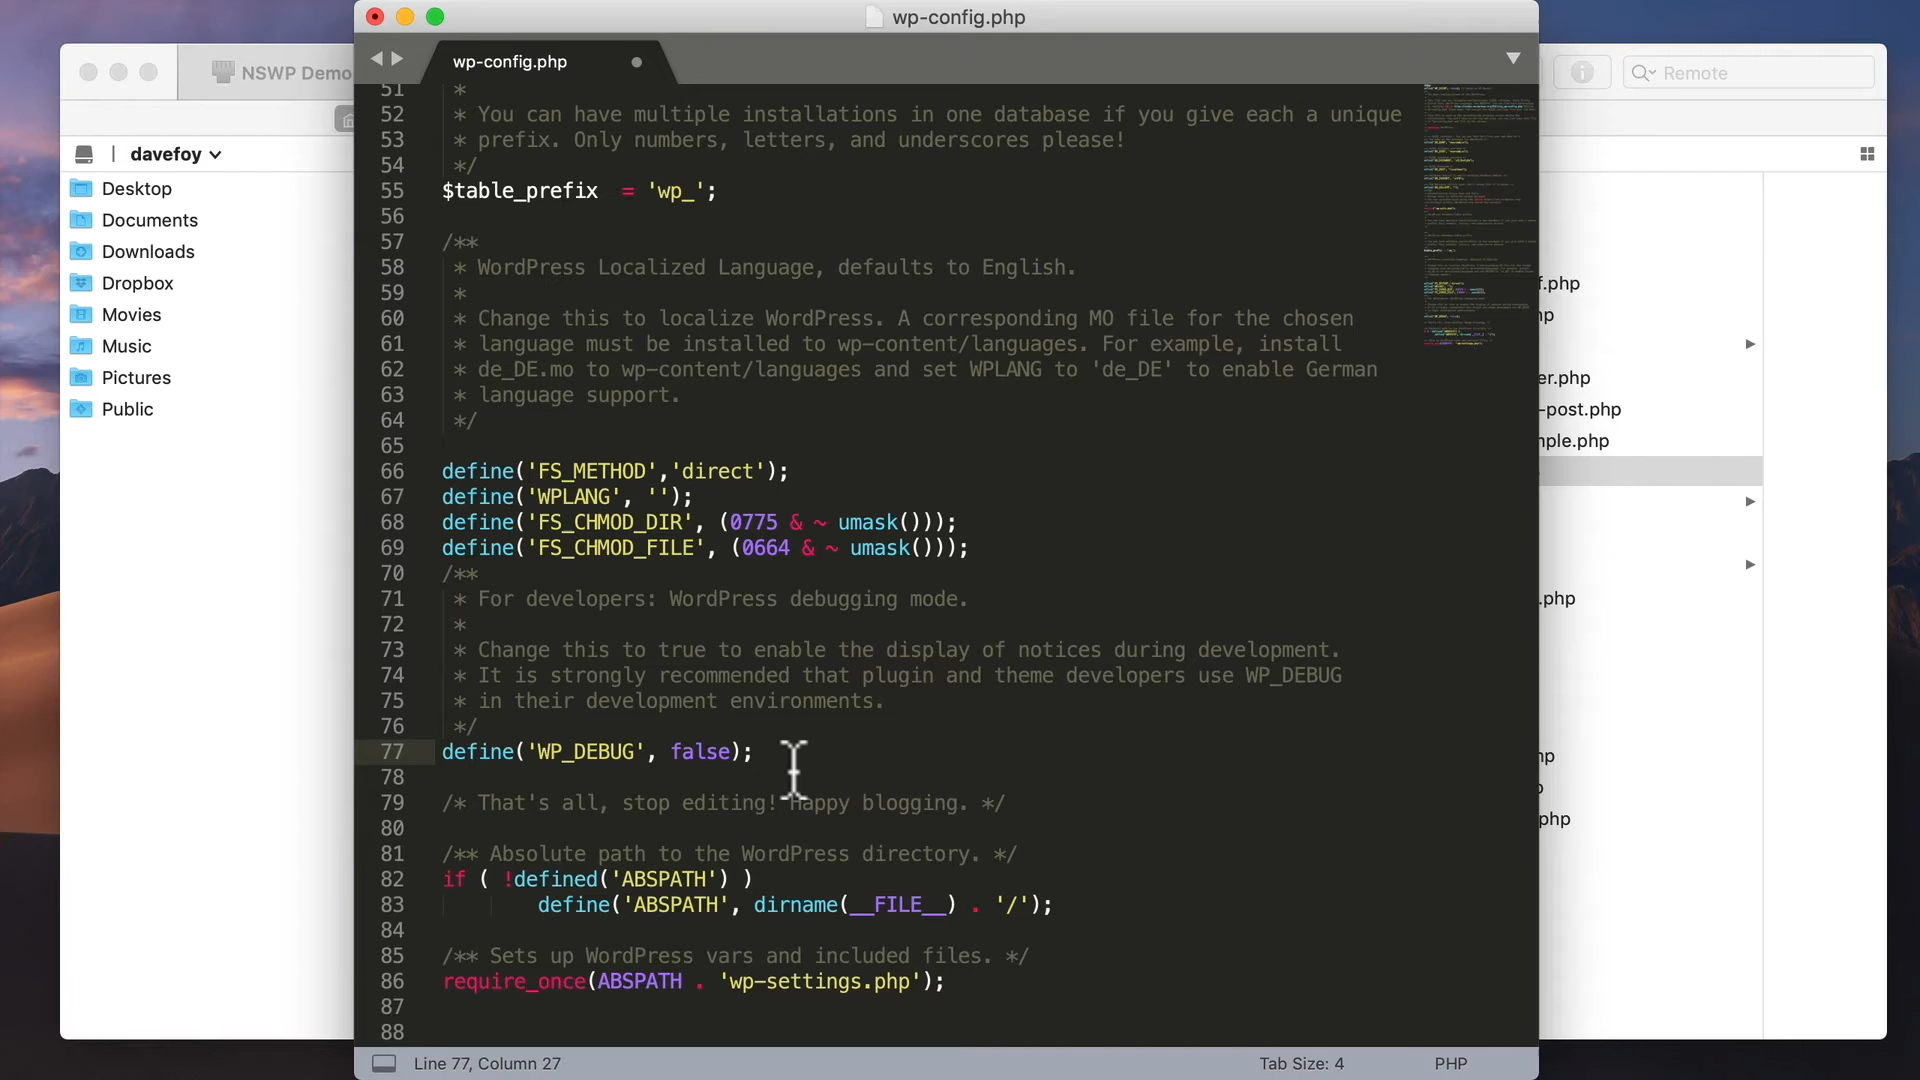 wp-config.php
NSWP Demo
Remote
wp-config.php
davefoy
Desktop
Documents
Downloads
Dropbox
Movies
Music
Pictures
Public
51 *
52 * You can have multiple installations in one database if you give each a unique
53 * prefix. Only numbers, letters, and underscores please!
54 */
55 $table_prefix  = 'wp_';
56
57 /**
58 * WordPress Localized Language, defaults to English.
59 *
60 * Change this to localize WordPress. A corresponding MO file for the chosen
61 * language must be installed to wp-content/languages. For example, install
62 * de_DE.mo to wp-content/languages and set WPLANG to 'de_DE' to enable German
63 * language support.
64 */
65
66 define('FS_METHOD','direct');
67 define('WPLANG', '');
68 define('FS_CHMOD_DIR', (0775 & ~ umask()));
69 define('FS_CHMOD_FILE', (0664 & ~ umask()));
70 /**
71 * For developers: WordPress debugging mode.
72 *
73 * Change this to true to enable the display of notices during development.
74 * It is strongly recommended that plugin and theme developers use WP_DEBUG
75 * in their development environments.
76 */
77 define('WP_DEBUG', false);
78
79 /* That's all, stop editing! Happy blogging. */
80
81 /** Absolute path to the WordPress directory. */
82 if ( !defined('ABSPATH') )
83 define('ABSPATH', dirname(__FILE__) . '/');
84
85 /** Sets up WordPress vars and included files. */
86 require_once(ABSPATH . 'wp-settings.php');
87
88
f.php
er.php
-post.php
nple.php
.php
Line 77, Column 27
Tab Size: 4
PHP